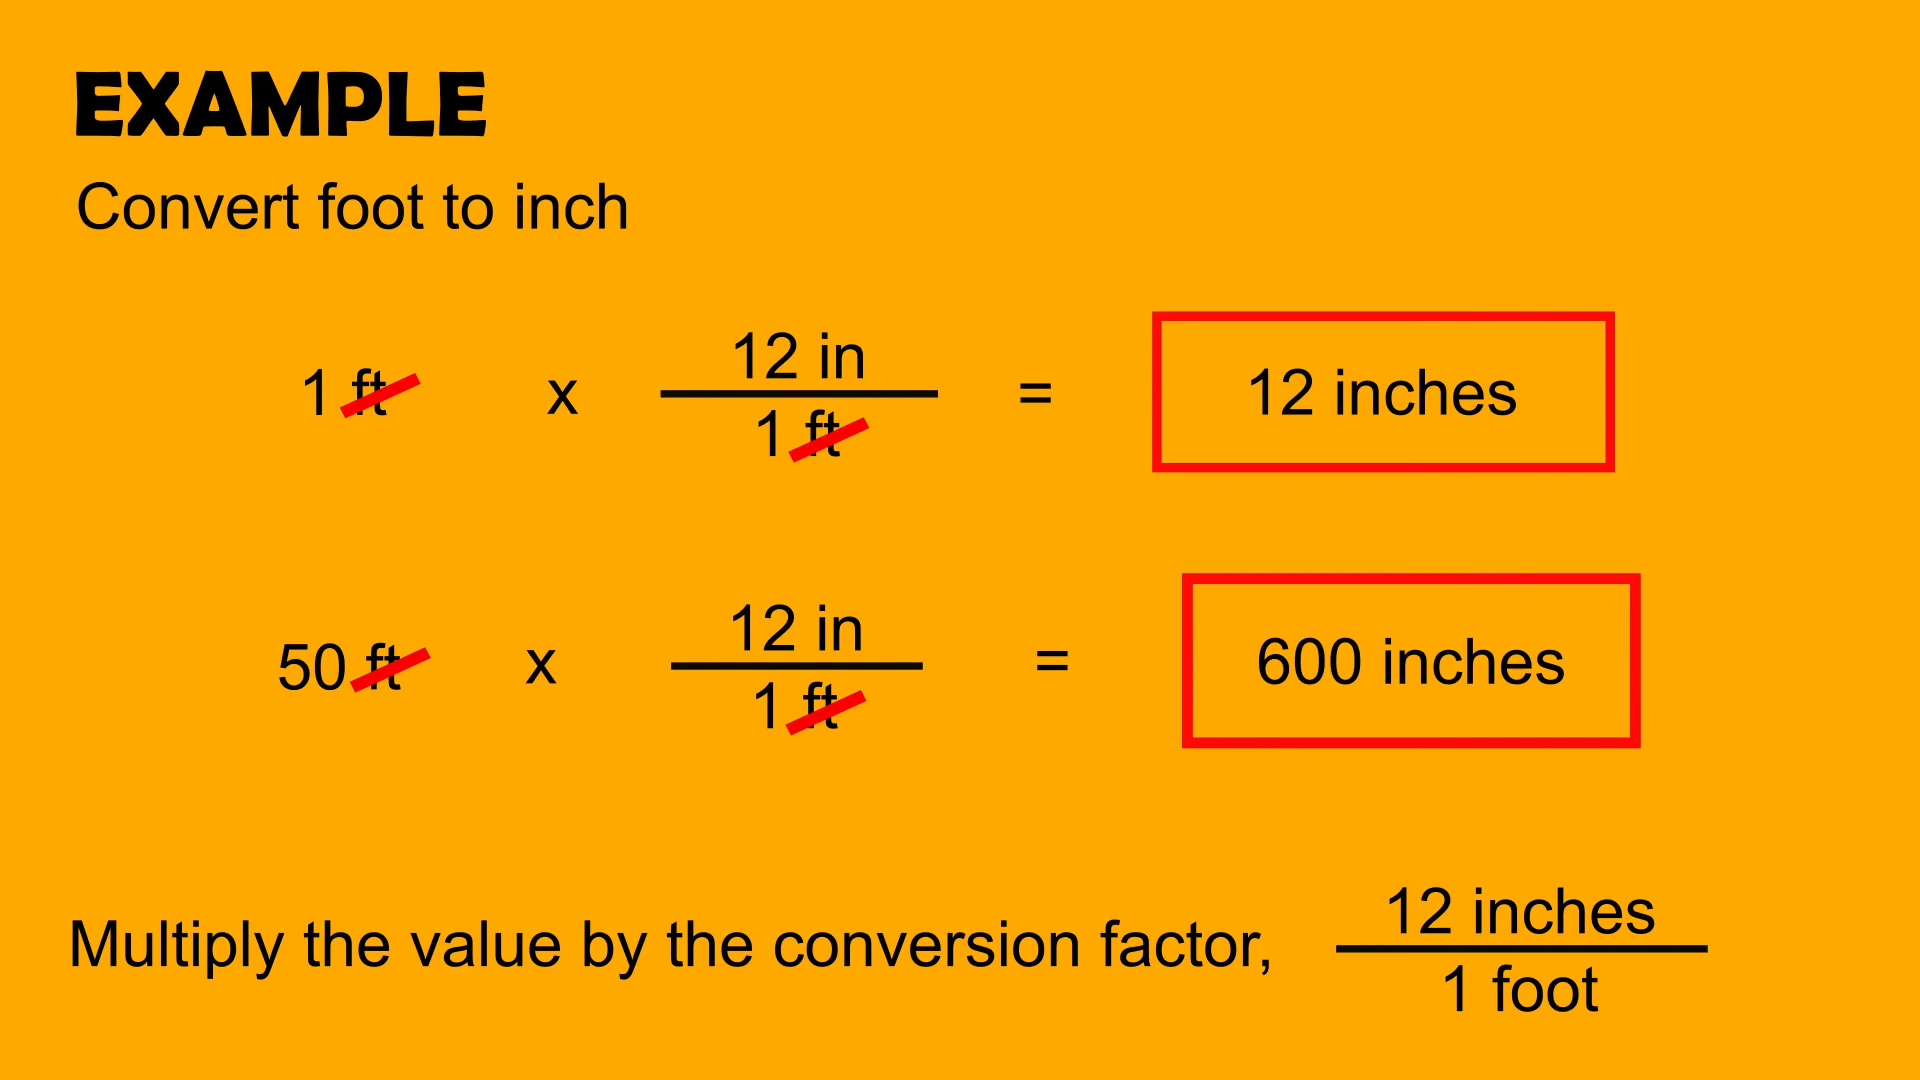 EXAMPLE
Convert foot to inch
1 ft x 12 in / 1 ft = 12 inches
50 ft x 12 in / 1 ft = 600 inches
Multiply the value by the conversion factor, 12 inches / 1 foot